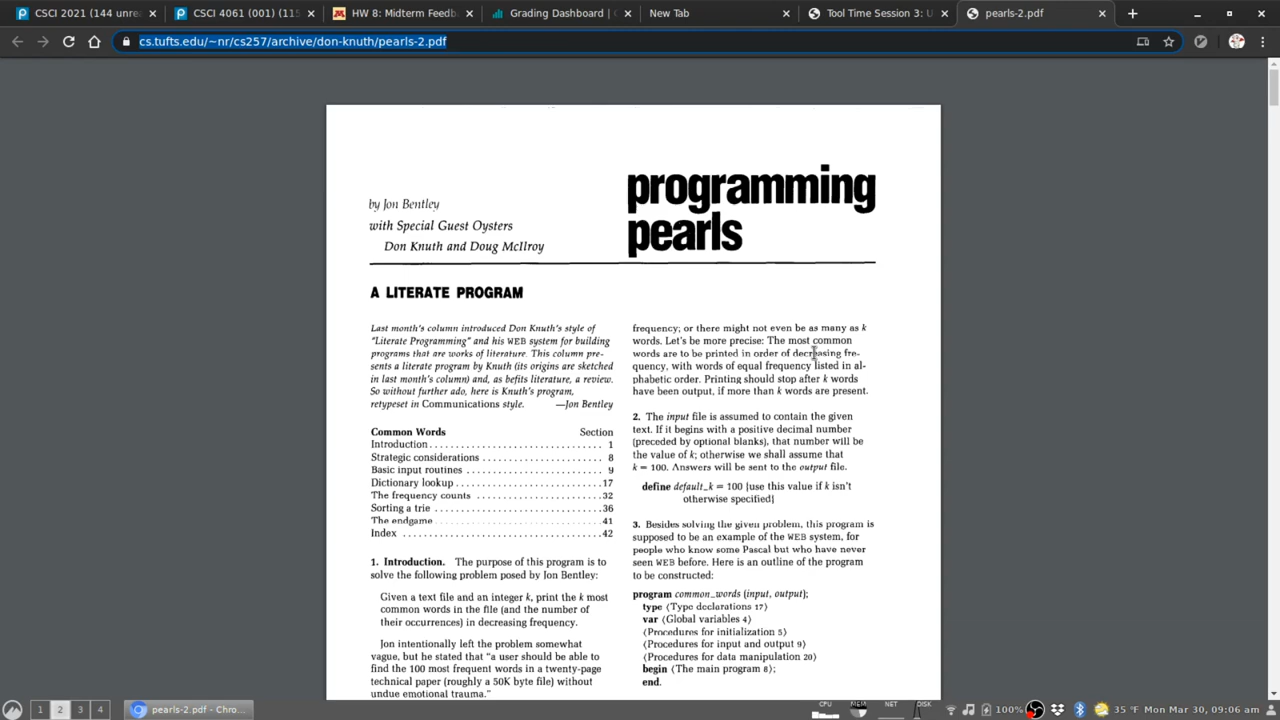 CSCI 2021 (144 unrea
CSCI 4061 (001) (115
HW 8: Midterm Feedb
Grading Dashboard | G
New Tab
Tool Time Session 3: U
pearls-2.pdf
cs.tufts.edu/~nr/cs257/archive/don-knuth/pearls-2.pdf
by Jon Bentley
with Special Guest Oysters
Don Knuth and Doug McIlroy
programming
pearls
A LITERATE PROGRAM
Last month's column introduced Don Knuth's style of
"Literate Programming" and his WEB system for building
programs that are works of literature. This column pre-
sents a literate program by Knuth (its origins are sketched
in last month's column) and, as befits literature, a review.
So without further ado, here is Knuth's program,
retypeset in Communications style. —Jon Bentley
Common Words Section
Introduction . . . . . . . . . . . . . . . . . . . . . . . . . . . . 1
Strategic considerations . . . . . . . . . . . . . . . . . . . . 8
Basic input routines . . . . . . . . . . . . . . . . . . . . . . . 9
Dictionary lookup . . . . . . . . . . . . . . . . . . . . . . . . 17
The frequency counts . . . . . . . . . . . . . . . . . . . . . 32
Sorting a trie . . . . . . . . . . . . . . . . . . . . . . . . . . . 36
The endgame . . . . . . . . . . . . . . . . . . . . . . . . . . . 41
Index . . . . . . . . . . . . . . . . . . . . . . . . . . . . . . . . 42
1. Introduction. The purpose of this program is to
solve the following problem posed by Jon Bentley:
Given a text file and an integer k, print the k most
common words in the file (and the number of
their occurrences) in decreasing frequency.
Jon intentionally left the problem somewhat
vague, but he stated that "a user should be able to
find the 100 most frequent words in a twenty-page
technical paper (roughly a 50K byte file) without
undue emotional trauma."
frequency; or there might not even be as many as k
words. Let's be more precise: The most common
words are to be printed in order of decreasing fre-
quency, with words of equal frequency listed in al-
phabetic order. Printing should stop after k words
have been output, if more than k words are present.
2. The input file is assumed to contain the given
text. If it begins with a positive decimal number
(preceded by optional blanks), that number will be
the value of k; otherwise we shall assume that
k = 100. Answers will be sent to the output file.
define default_k = 100 {use this value if k isn't
otherwise specified}
3. Besides solving the given problem, this program is
supposed to be an example of the WEB system, for
people who know some Pascal but who have never
seen WEB before. Here is an outline of the program
to be constructed:
program common_words (input, output);
type ⟨Type declarations 17⟩
var ⟨Global variables 4⟩
⟨Procedures for initialization 5⟩
⟨Procedures for input and output 9⟩
⟨Procedures for data manipulation 20⟩
begin ⟨The main program 8⟩;
end.
1 2 3 4 pearls-2.pdf - Chro... CPU MEM NET DISK 100% 35 °F Mon Mar 30, 09:06 am